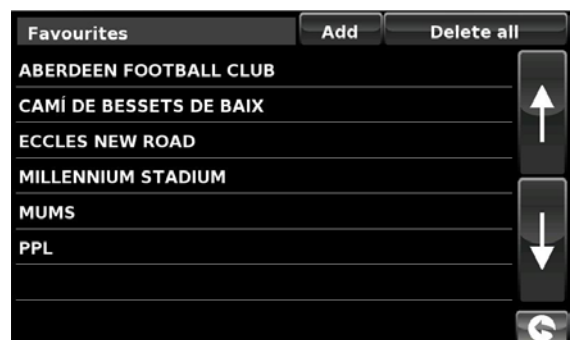 Favourites Add Delete all
ABERDEEN FOOTBALL CLUB
CAMÍ DE BESSETS DE BAIX
ECCLES NEW ROAD
MILLENNIUM STADIUM
MUMS
PPL